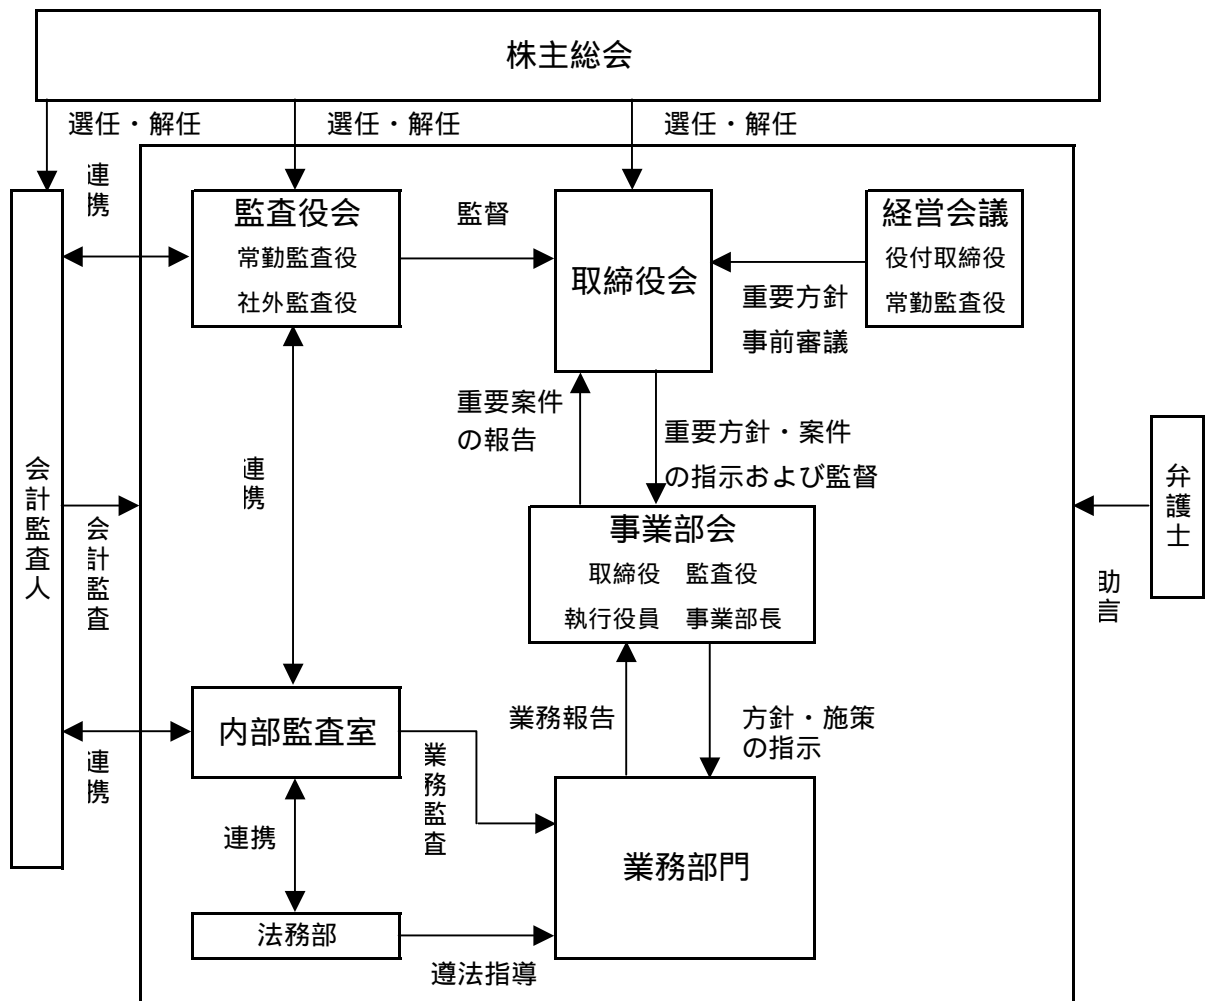 株主総会
選任・解任
選任・解任
選任・解任
連携
監査役会
常勤監査役
社外監査役
監督
取締役会
経営会議
役付取締役
常勤監査役
重要方針
事前審議
重要案件
の報告
重要方針・案件
の指示および監督
連携
会計監査人
会計監査
弁護士
助言
事業部会
取締役 監査役
執行役員 事業部長
内部監査室
連携
業務報告
方針・施策
の指示
業務監査
連携
業務部門
法務部
遵法指導